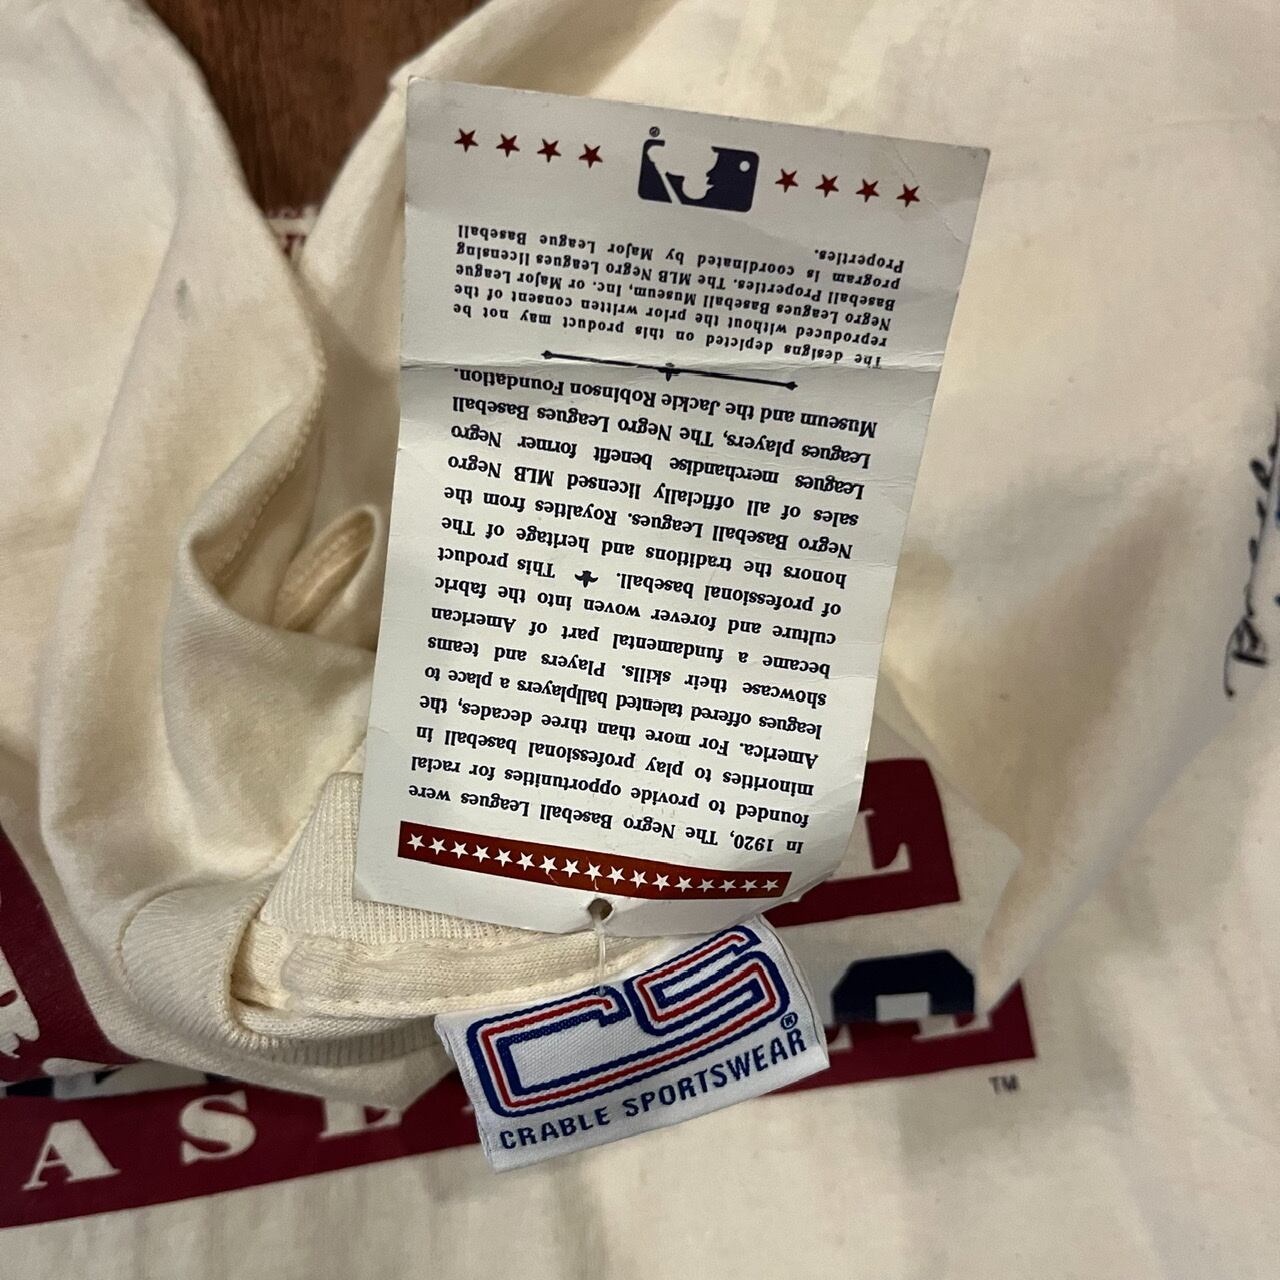 In 1920, The Negro Baseball Leagues were
founded to provide opportunities for racial
minorities to play professional baseball in
America. For more than three decades, the
leagues offered talented ballplayers a place to
showcase their skills. Players and teams
became a fundamental part of American
culture and forever woven into the fabric
of professional baseball. This product
honors the traditions and heritage of The
Negro Baseball Leagues. Royalties from the
sales of all officially licensed MLB Negro
Leagues merchandise benefit former Negro
Leagues players, The Negro Leagues Baseball
Museum and the Jackie Robinson Foundation.
The designs depicted on this product may not be
reproduced without the prior written consent of the
Negro Leagues Baseball Museum, Inc. or Major League
Baseball Properties. The MLB Negro Leagues licensing
program is coordinated by Major League Baseball
Properties.
®
CS®
CRABLE SPORTSWEAR
L
ASE
TM